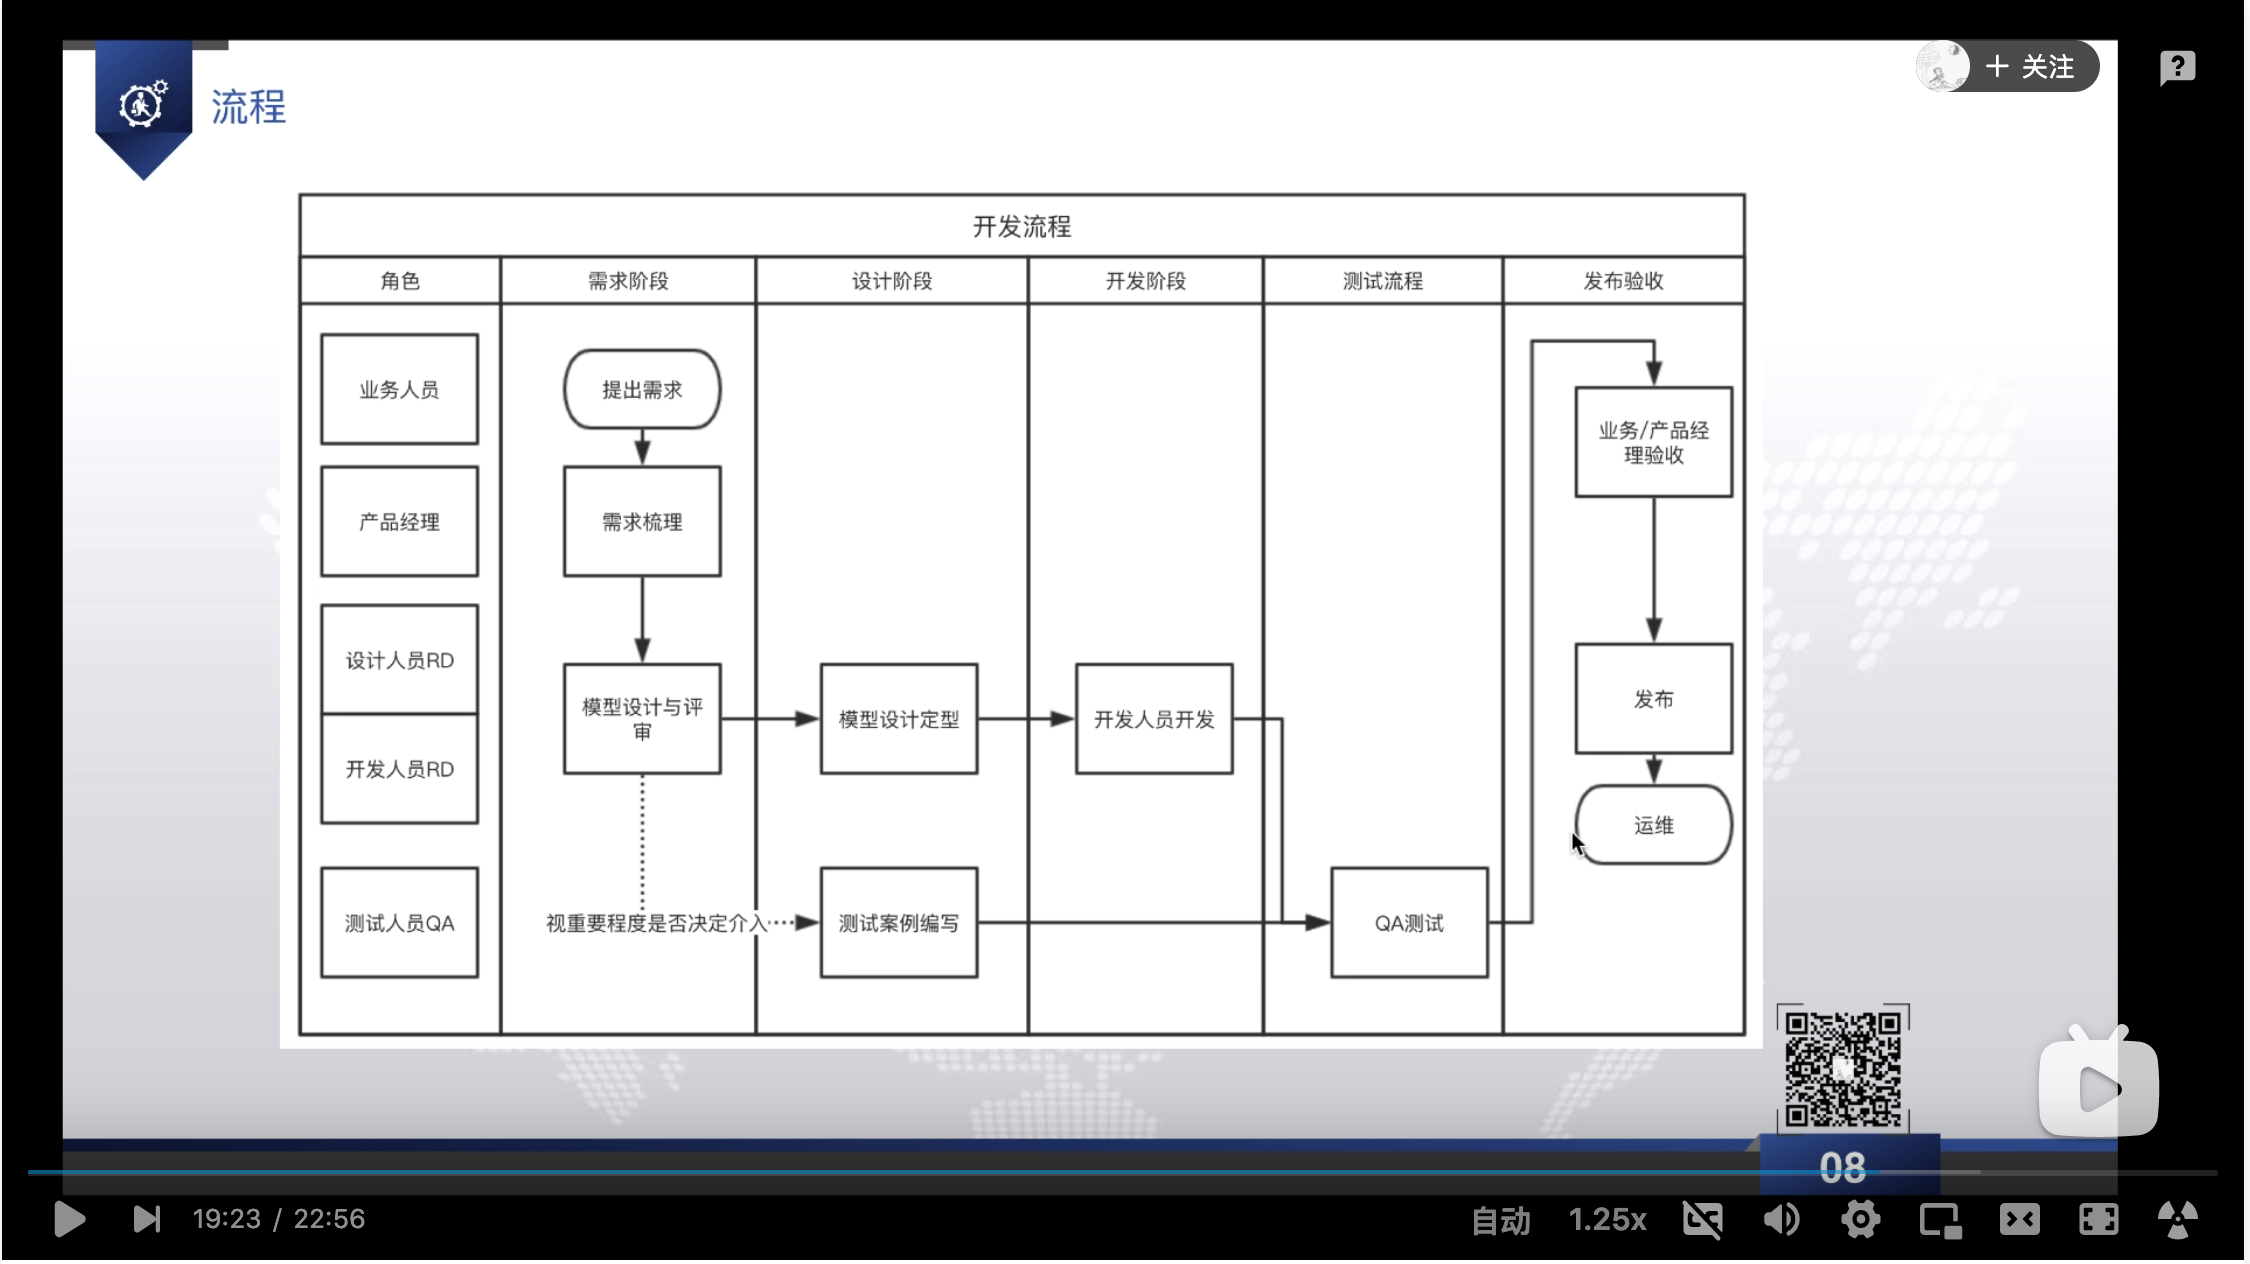 流程
关注
开发流程
角色
需求阶段
设计阶段
开发阶段
测试流程
发布验收
业务人员
提出需求
业务/产品经
理验收
产品经理
需求梳理
设计人员RD
模型设计与评
审
模型设计定型
开发人员开发
发布
开发人员RD
运维
测试人员QA
视重要程度是否决定介入
测试案例编写
QA测试
08
19:23 / 22:56
自动
1.25x